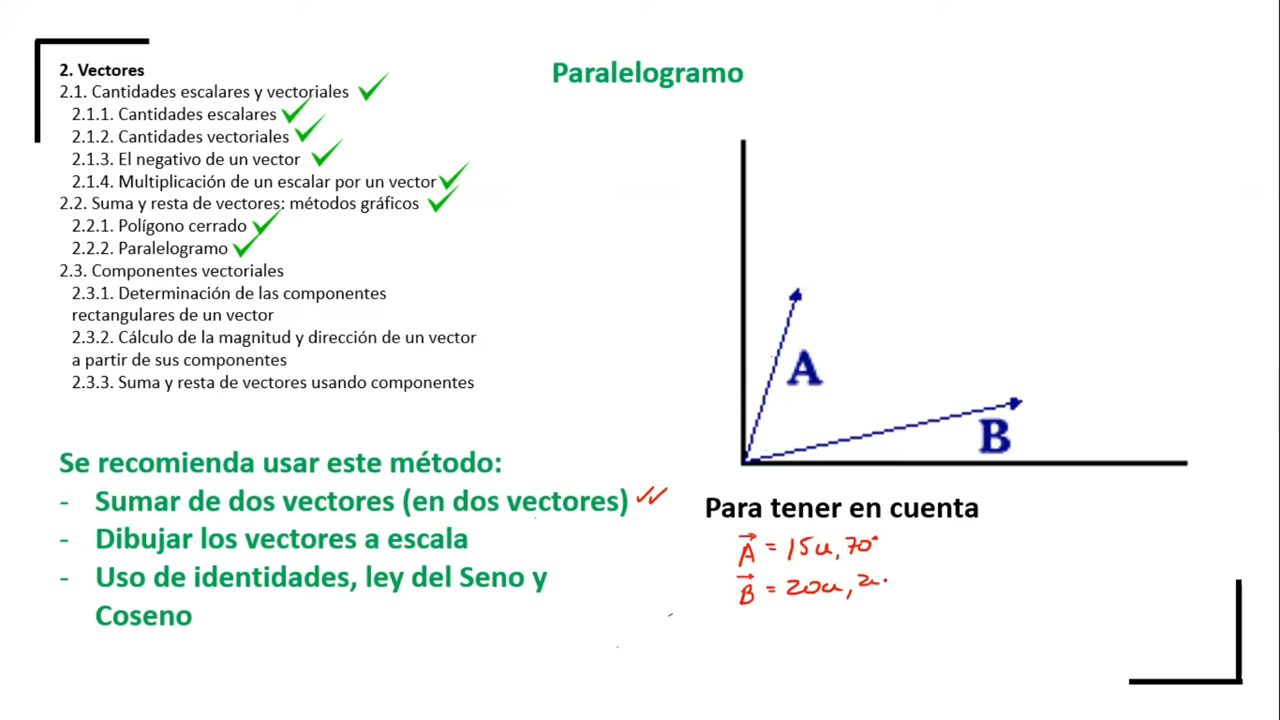 2. Vectores
2.1. Cantidades escalares y vectoriales
2.1.1. Cantidades escalares
2.1.2. Cantidades vectoriales
2.1.3. El negativo de un vector
2.1.4. Multiplicación de un escalar por un vector
2.2. Suma y resta de vectores: métodos gráficos
2.2.1. Polígono cerrado
2.2.2. Paralelogramo
2.3. Componentes vectoriales
2.3.1. Determinación de las componentes
rectangulares de un vector
2.3.2. Cálculo de la magnitud y dirección de un vector
a partir de sus componentes
2.3.3. Suma y resta de vectores usando componentes
Se recomienda usar este método:
- Sumar de dos vectores (en dos vectores)
- Dibujar los vectores a escala
- Uso de identidades, ley del Seno y
Coseno
Paralelogramo
A
B
Para tener en cuenta
A = 15u, 70°
B = 20u,